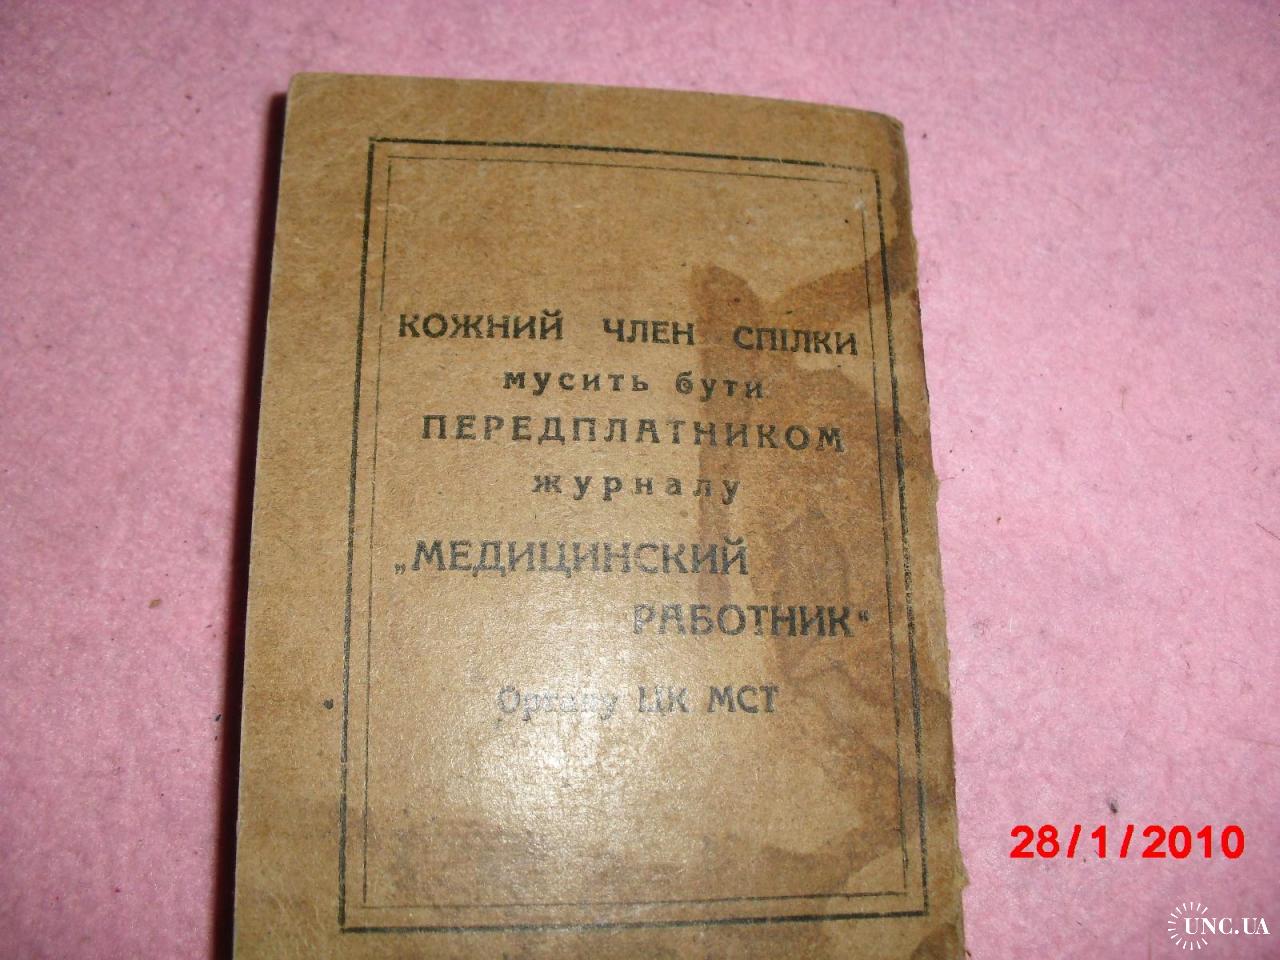 КОЖНИЙ ЧЛЕН СПІЛКИ
мусить бути
ПЕРЕДПЛАТНИКОМ
журналу
„МЕДИЦИНСКИЙ
РАБОТНИК“
Органу ЦК МСТ
28/1/2010
UNC.UA